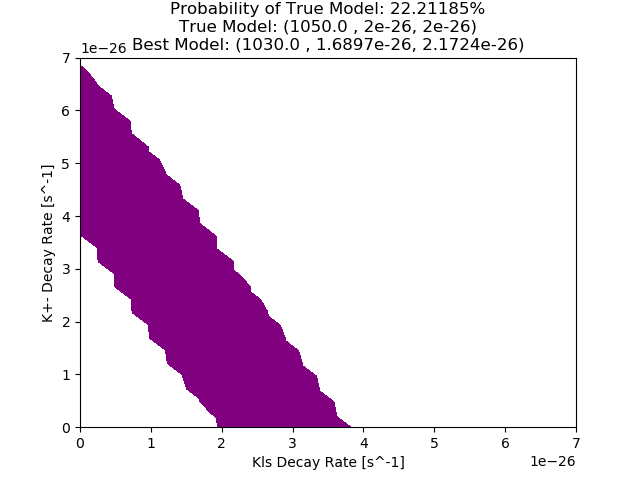 Probability of True Model: 22.21185%
True Model: (1050.0 , 2e-26, 2e-26)
Best Model: (1030.0 , 1.6897e-26, 2.1724e-26)
1e−26
7
6
5
4
3
2
1
0
K+- Decay Rate [s^-1]
0 1 2 3 4 5 6 7
Kls Decay Rate [s^-1]
1e−26